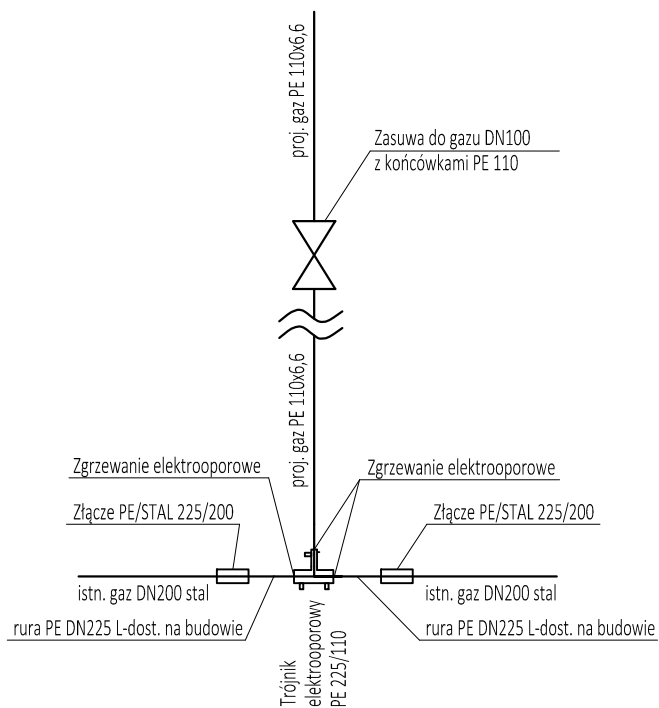 proj. gaz PE 110x6,6
Zasuwa do gazu DN100
z końcówkami PE 110
proj. gaz PE 110x6,6
Zgrzewanie elektrooporowe
Zgrzewanie elektrooporowe
Złącze PE/STAL 225/200
Złącze PE/STAL 225/200
istn. gaz DN200 stal
istn. gaz DN200 stal
rura PE DN225 L-dost. na budowie
rura PE DN225 L-dost. na budowie
Trójnik
elektrooporowy
PE 225/110